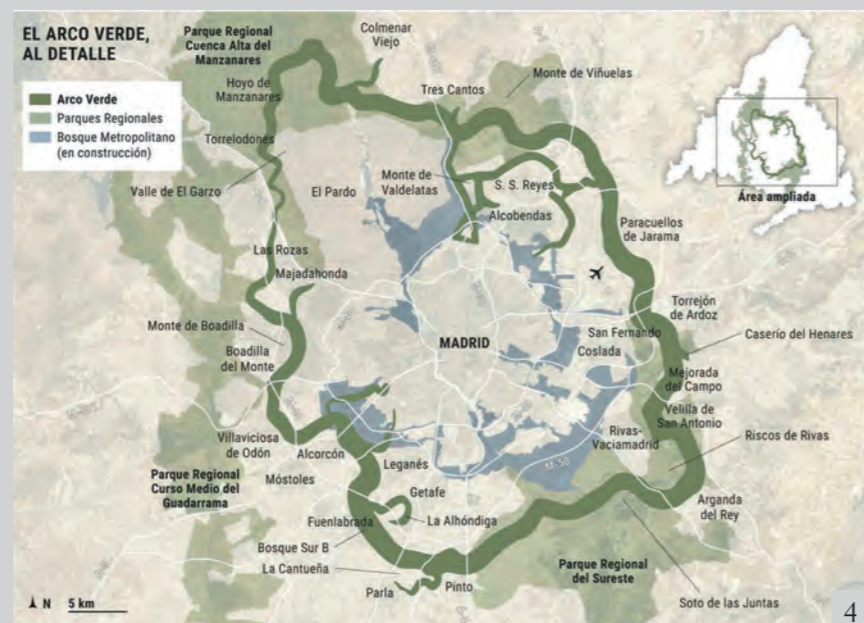 EL ARCO VERDE,
AL DETALLE
Arco Verde
Parques Regionales
Bosque Metropolitano
(en construcción)
Parque Regional
Cuenca Alta del
Manzanares
Colmenar
Viejo
Hoyo de
Manzanares
Tres Cantos
Monte de Viñuelas
Torrelodones
Valle de El Garzo
El Pardo
Monte de
Valdelatas
S. S. Reyes
Alcobendas
Área ampliada
Paracuellos
de Jarama
Las Rozas
Majadahonda
Monte de Boadilla
Boadilla
del Monte
MADRID
San Fernando
Coslada
Torrejón
de Ardoz
Caserío del Henares
Mejorada
del Campo
Velilla de
San Antonio
Villaviciosa
de Odón
Alcorcón
Rivas-
Vaciamadrid
Riscos de Rivas
Parque Regional
Curso Medio del
Guadarrama
Móstoles
Leganés
M-50
Getafe
Arganda
del Rey
Fuenlabrada
La Alhóndiga
Bosque Sur B
La Cantueña
Parque Regional
del Sureste
Parla
Pinto
Soto de las Juntas
N 5 km
4